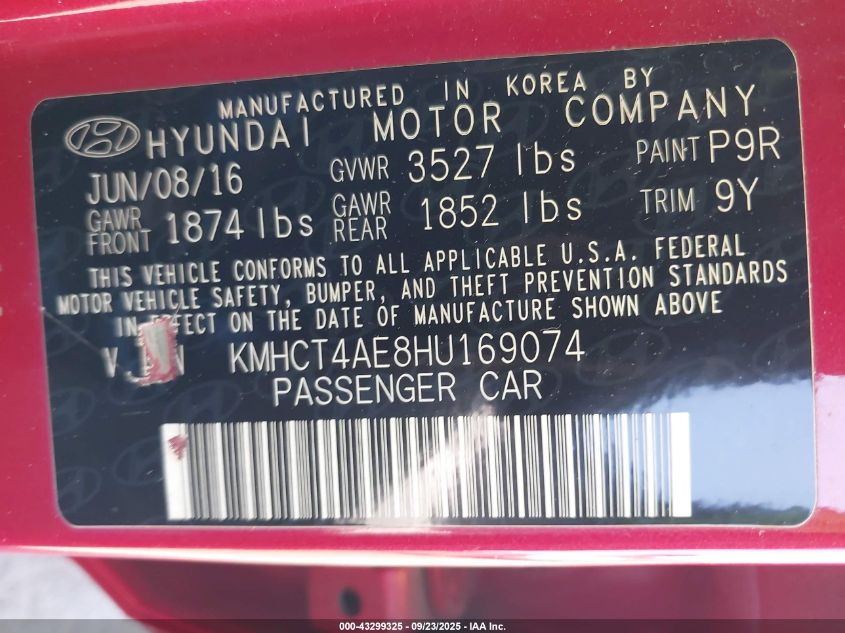 MANUFACTURED IN KOREA BY
HYUNDAI MOTOR COMPANY
JUN/08/16 GVWR 3527 lbs PAINT P9R
GAWR FRONT 1874 lbs GAWR REAR 1852 lbs TRIM 9Y
THIS VEHICLE CONFORMS TO ALL APPLICABLE U.S.A. FEDERAL
MOTOR VEHICLE SAFETY, BUMPER, AND THEFT PREVENTION STANDARDS
IN EFFECT ON THE DATE OF MANUFACTURE SHOWN ABOVE
V.I.N KMHCT4AE8HU169074
PASSENGER CAR
000-43299325 - 09/23/2025 - IAA Inc.